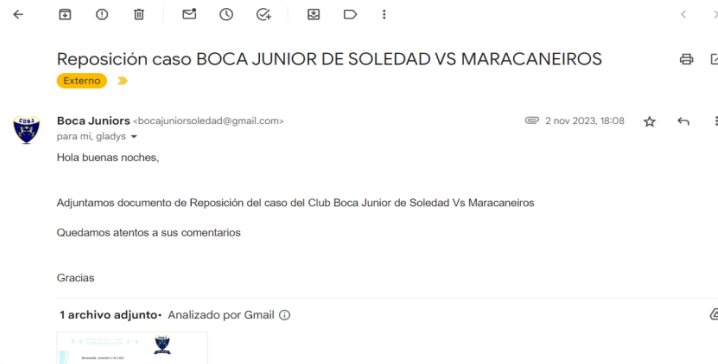 Reposición caso BOCA JUNIOR DE SOLEDAD VS MARACANEIROS
Externo
Boca Juniors <bocajuniorsoledad@gmail.com>
2 nov 2023, 18:08
para mí, gladys
Hola buenas noches,
Adjuntamos documento de Reposición del caso del Club Boca Junior de Soledad Vs Maracaneiros
Quedamos atentos a sus comentarios
Gracias
1 archivo adjunto • Analizado por Gmail